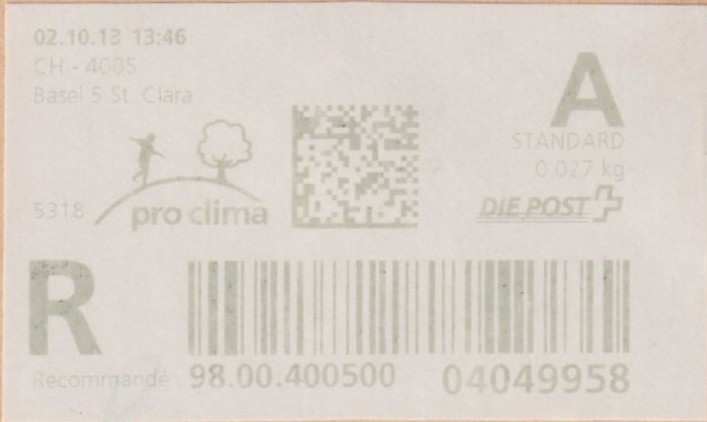 02.10.13 13:46
CH - 4005
Basel 5 St. Clara
A
STANDARD
0.027 kg
5318
pro clima
DIE POST
R
Recommandé
98.00.400500
04049958